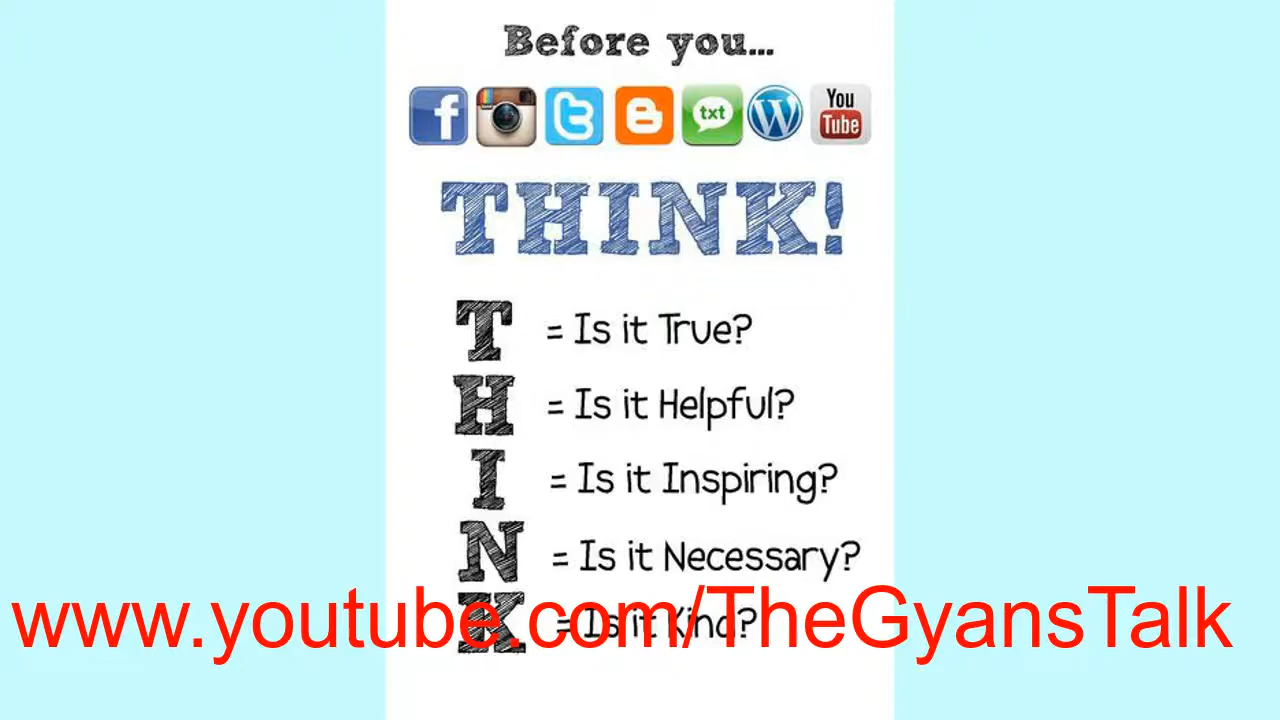 Before you...
f t B txt W You Tube
THINK!
T = Is it True?
H = Is it Helpful?
I = Is it Inspiring?
N = Is it Necessary?
K = Is it Kind?
www.youtube.com/TheGyansTalk